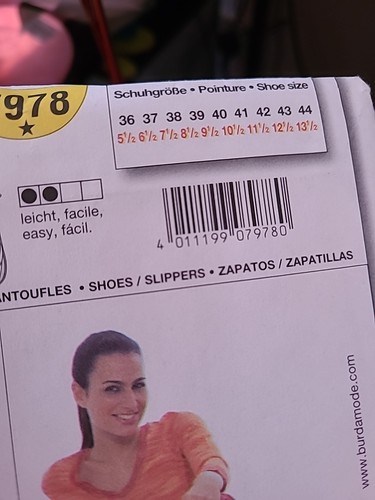 7978
Schuhgröße • Pointure • Shoe size
36 37 38 39 40 41 42 43 44
5½ 6½ 7½ 8½ 9½ 10½ 11½ 12½ 13½
leicht, facile,
easy, fácil.
4 011199 079780
ANTOUFLES • SHOES / SLIPPERS • ZAPATOS / ZAPATILLAS
www.burdamode.com